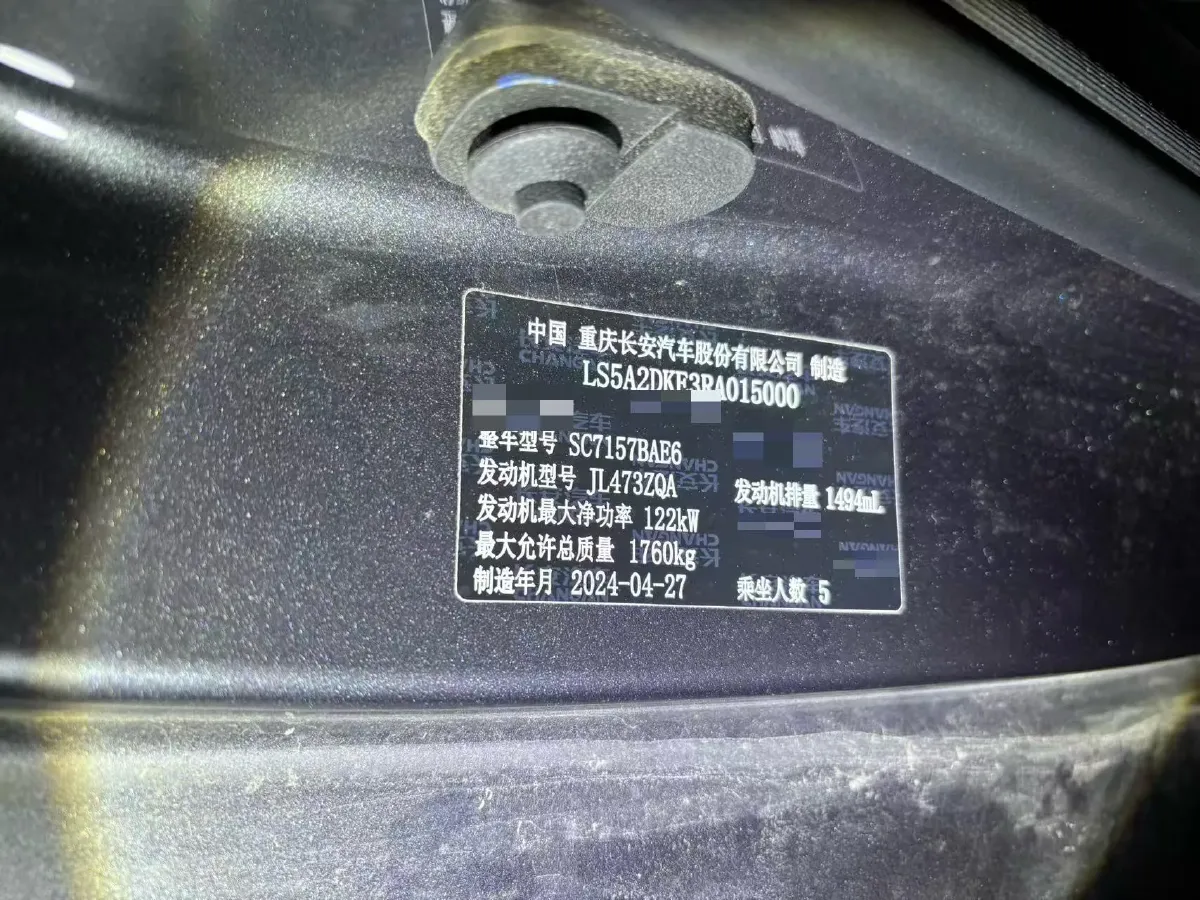 中国 重庆长安汽车股份有限公司 制造
LS5A2DKE3RA015000
整车型号 SC7157BAE6
发动机型号 JL473ZQA 发动机排量 1494mL
发动机最大净功率 122kW
最大允许总质量 1760kg
制造年月 2024-04-27 乘坐人数 5